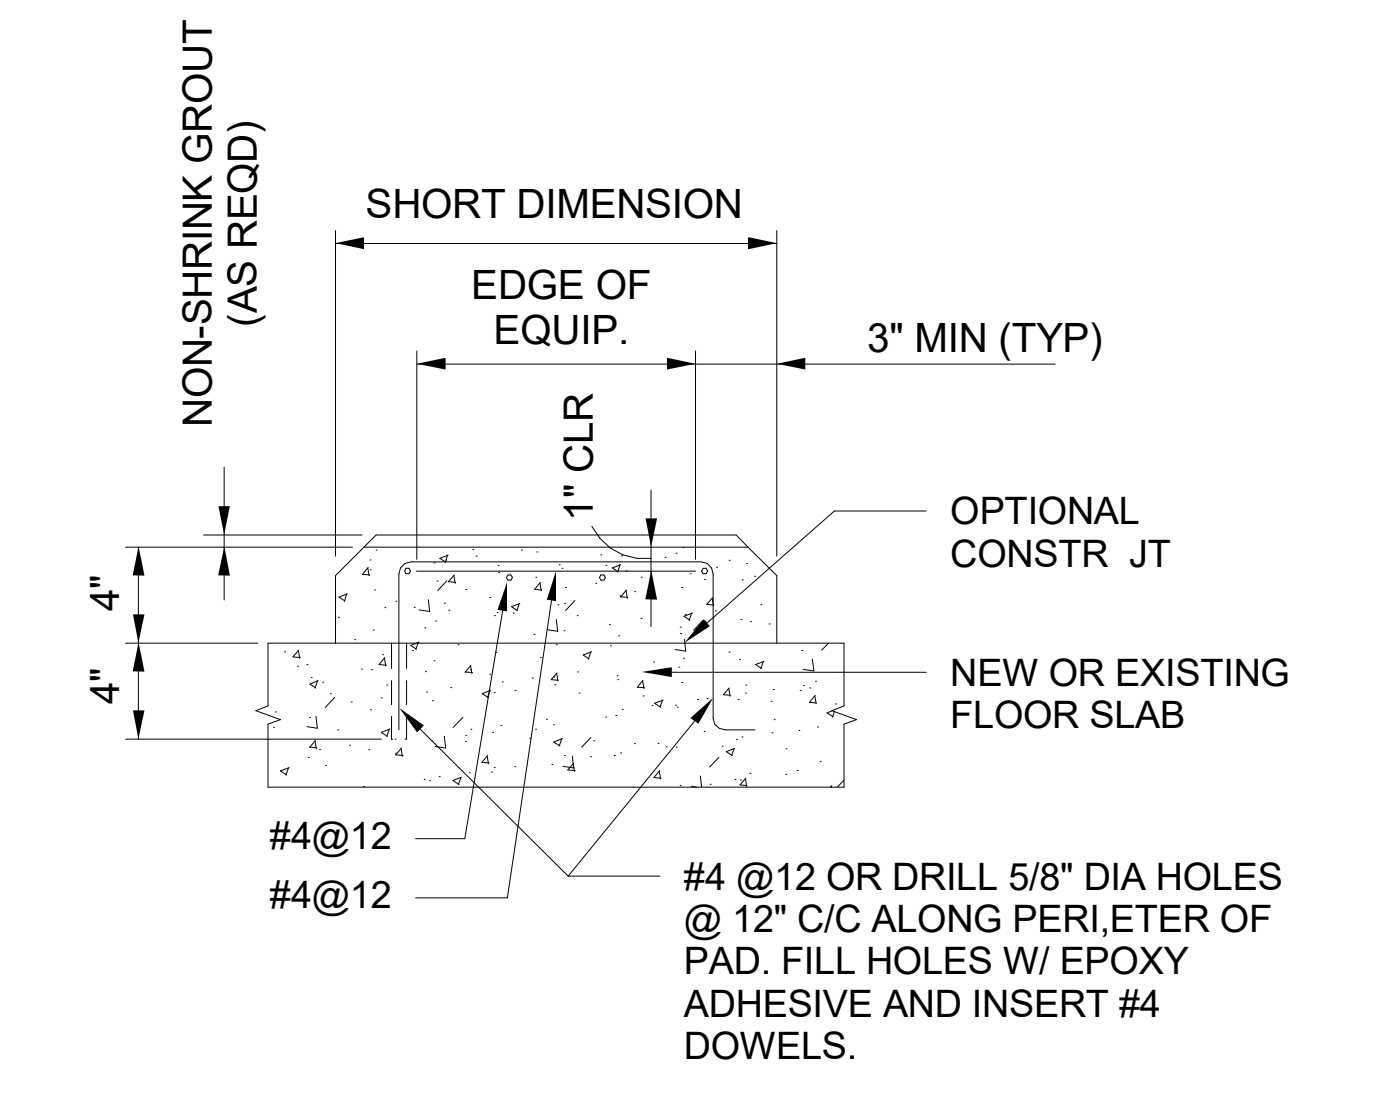 NON-SHRINK GROUT
(AS REQD)
SHORT DIMENSION
EDGE OF
EQUIP.
3" MIN (TYP)
1" CLR
OPTIONAL
CONSTR JT
4"
4"
NEW OR EXISTING
FLOOR SLAB
#4@12
#4@12
#4 @12 OR DRILL 5/8" DIA HOLES
@ 12" C/C ALONG PERI,ETER OF
PAD. FILL HOLES W/ EPOXY
ADHESIVE AND INSERT #4
DOWELS.